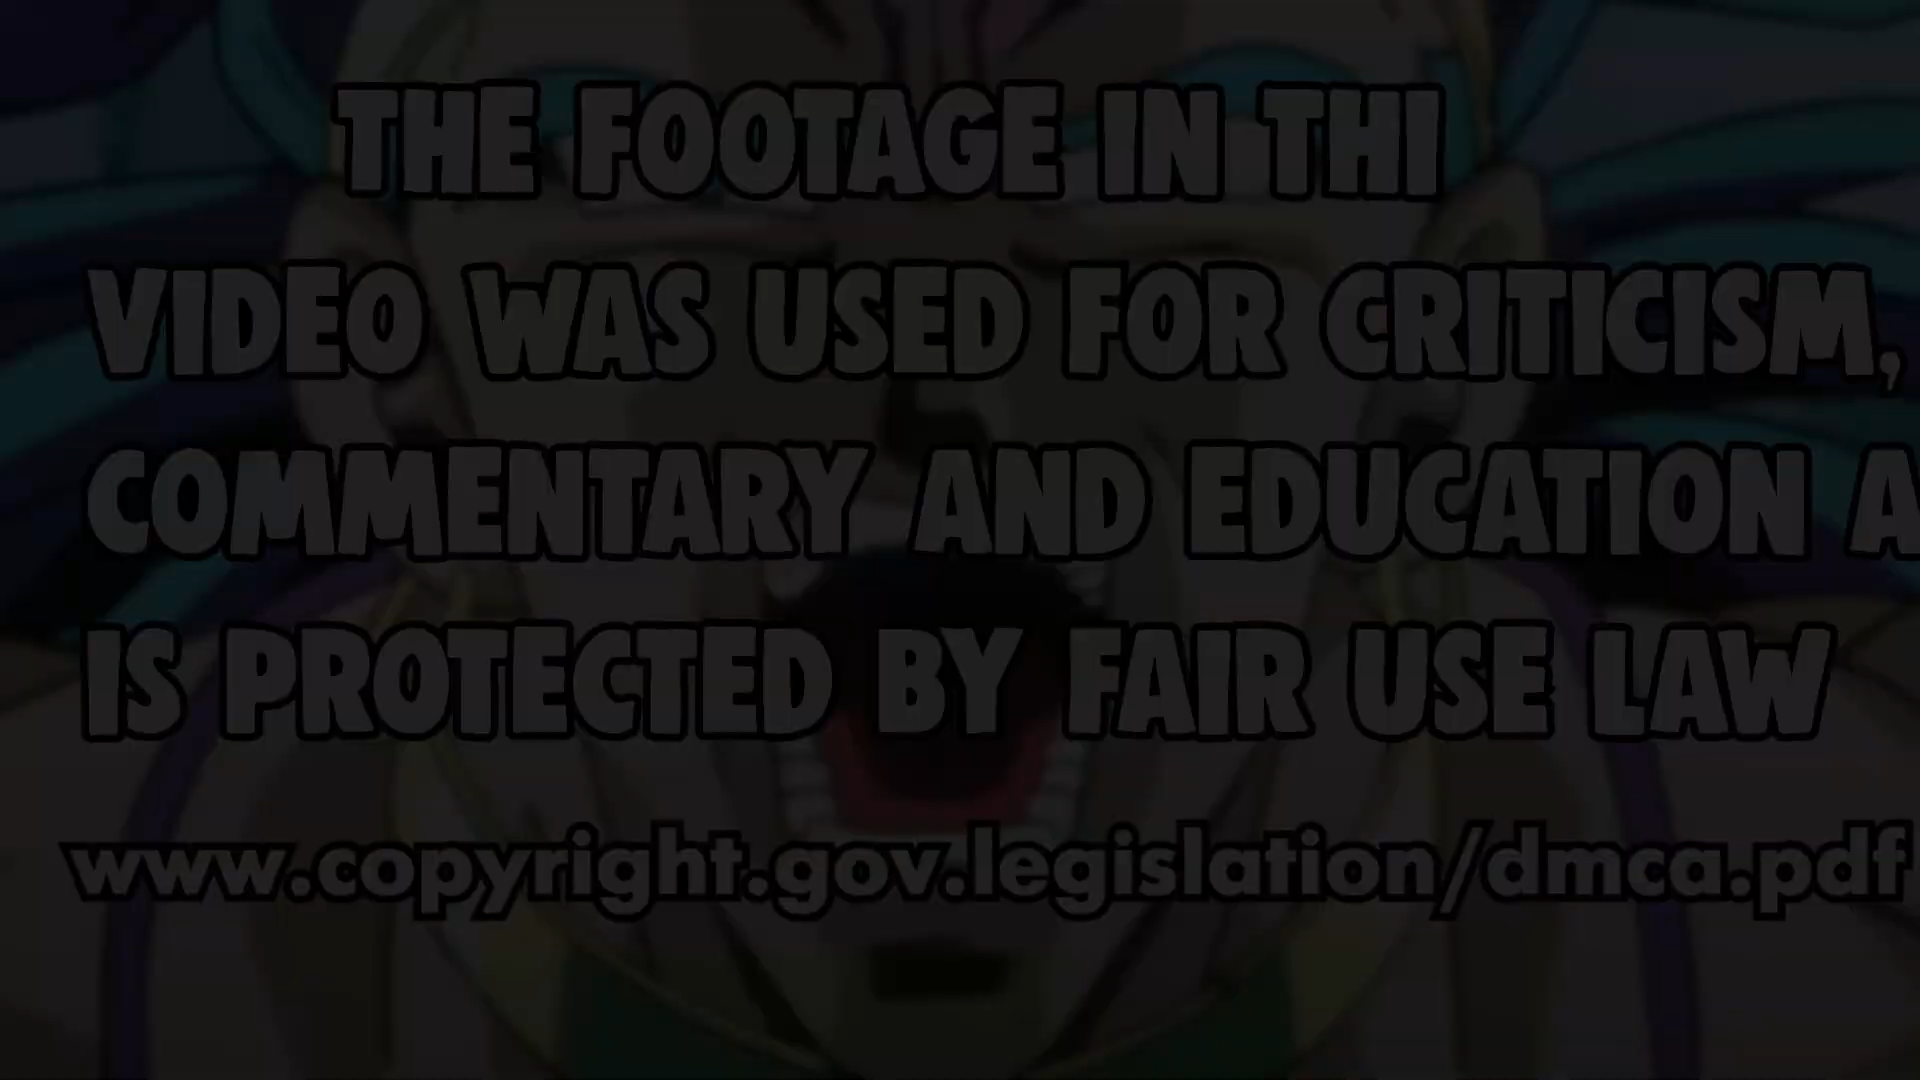 THE FOOTAGE IN THI
VIDEO WAS USED FOR CRITICISM,
COMMENTARY AND EDUCATION A
IS PROTECTED BY FAIR USE LAW
www.copyright.gov.legislation/dmca.pdf